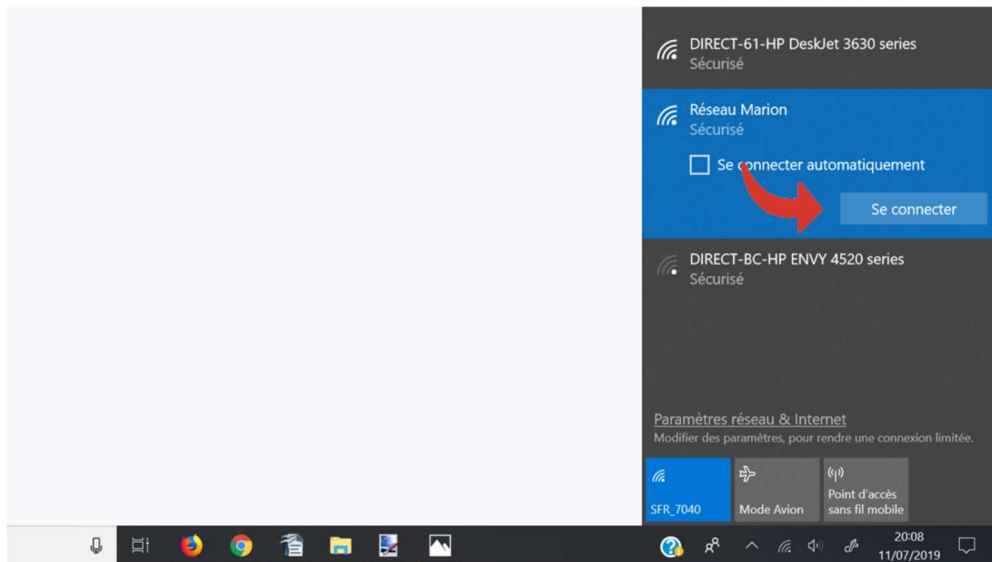 DIRECT-61-HP DeskJet 3630 series
Sécurisé
Réseau Marion
Sécurisé
Se connecter automatiquement
Se connecter
DIRECT-BC-HP ENVY 4520 series
Sécurisé
Paramètres réseau & Internet
Modifier des paramètres, pour rendre une connexion limitée.
SFR_7040
Mode Avion
Point d'accès
sans fil mobile
20:08
11/07/2019